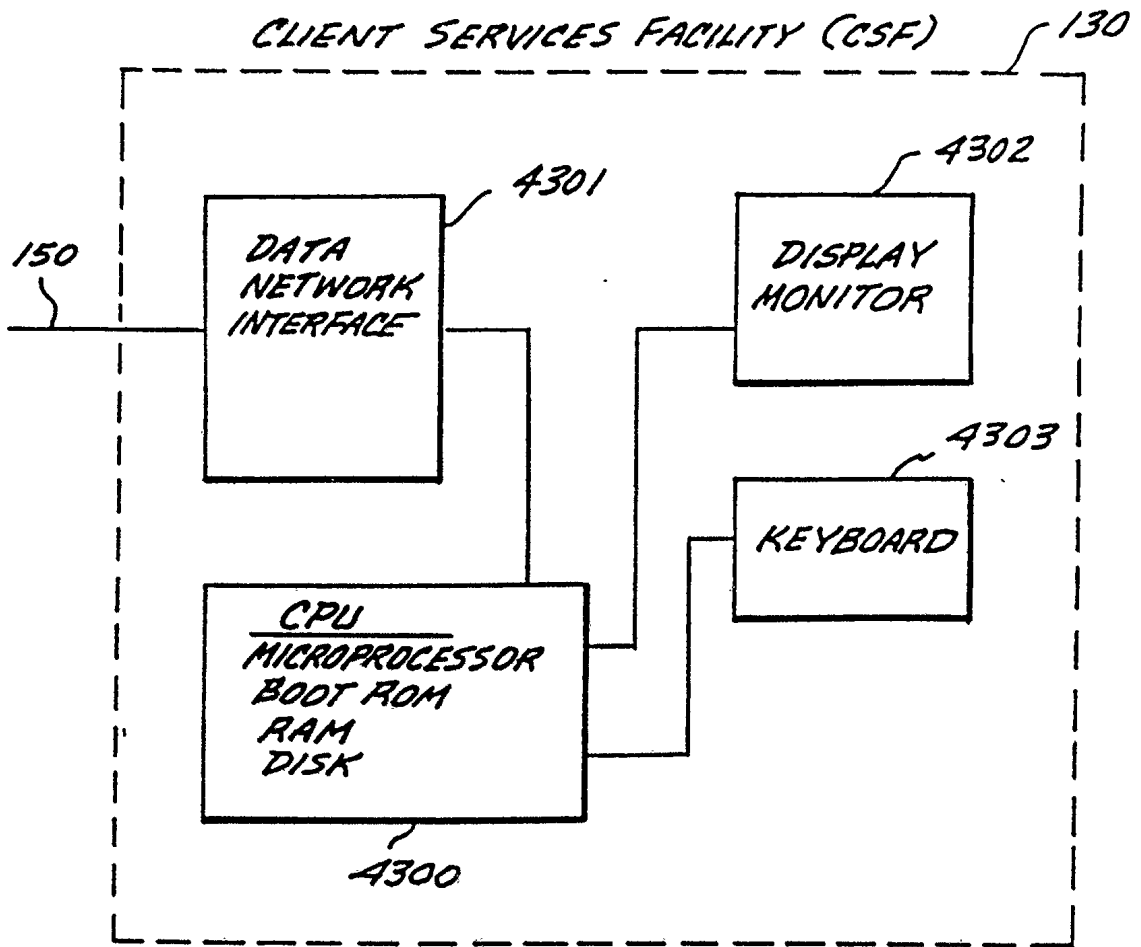 CLIENT SERVICES FACILITY (CSF)
130
4301
4302
150
DATA
NETWORK
INTERFACE
DISPLAY
MONITOR
4303
KEYBOARD
CPU
MICROPROCESSOR
BOOT ROM
RAM
DISK
4300